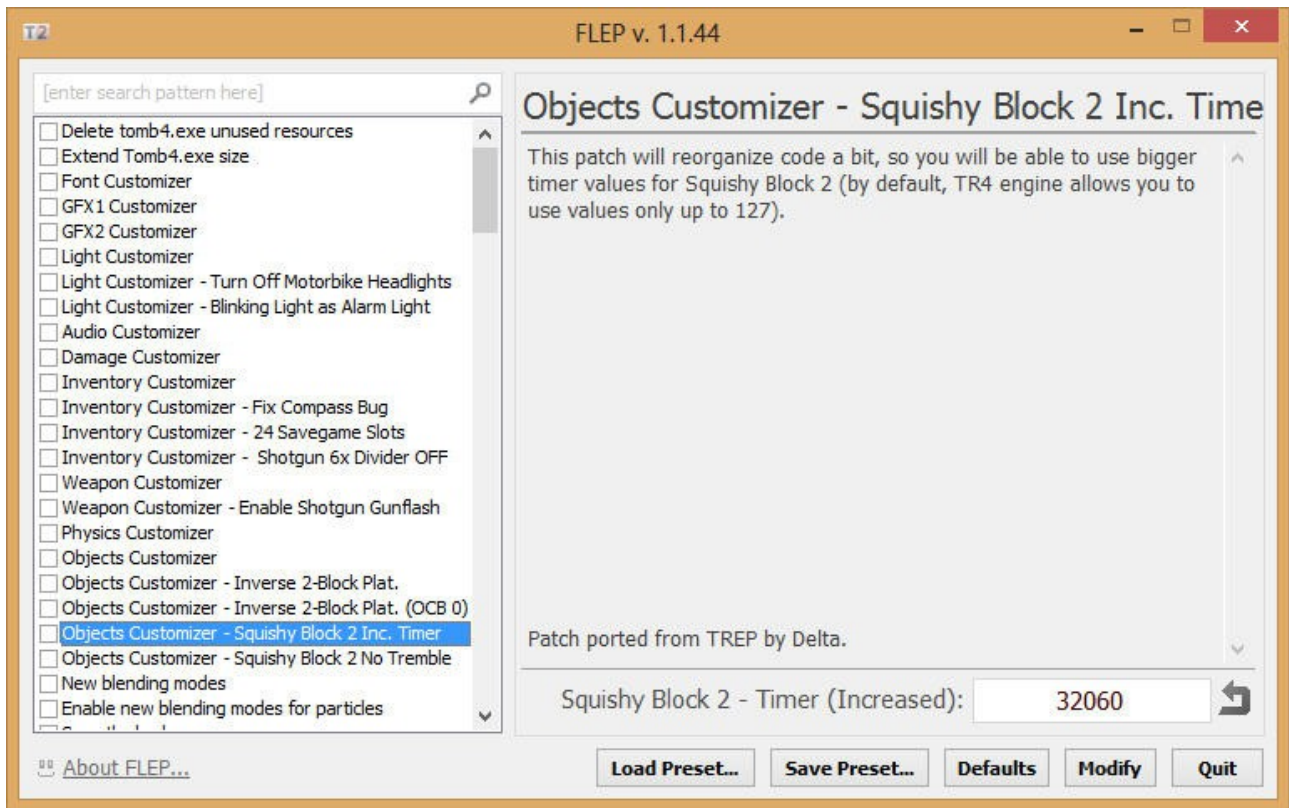 T2
FLEP v. 1.1.44
[enter search pattern here]
Delete tomb4.exe unused resources
Extend Tomb4.exe size
Font Customizer
GFX1 Customizer
GFX2 Customizer
Light Customizer
Light Customizer - Turn Off Motorbike Headlights
Light Customizer - Blinking Light as Alarm Light
Audio Customizer
Damage Customizer
Inventory Customizer
Inventory Customizer - Fix Compass Bug
Inventory Customizer - 24 Savegame Slots
Inventory Customizer - Shotgun 6x Divider OFF
Weapon Customizer
Weapon Customizer - Enable Shotgun Gunflash
Physics Customizer
Objects Customizer
Objects Customizer - Inverse 2-Block Plat.
Objects Customizer - Inverse 2-Block Plat. (OCB 0)
Objects Customizer - Squishy Block 2 Inc. Timer
Objects Customizer - Squishy Block 2 No Tremble
New blending modes
Enable new blending modes for particles
Objects Customizer - Squishy Block 2 Inc. Time
This patch will reorganize code a bit, so you will be able to use bigger
timer values for Squishy Block 2 (by default, TR4 engine allows you to
use values only up to 127).
Patch ported from TREP by Delta.
Squishy Block 2 - Timer (Increased):
32060
About FLEP...
Load Preset...
Save Preset...
Defaults
Modify
Quit